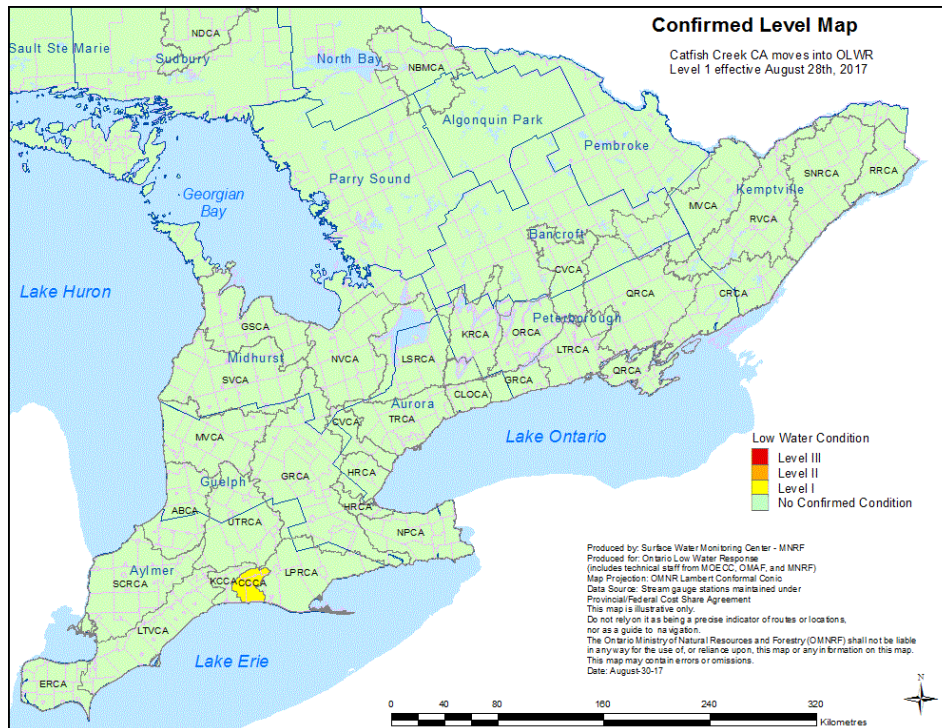 Confirmed Level Map
Catfish Creek CA moves into OLWR
Level 1 effective August 28th, 2017
NDCA
Sault Ste Marie
Sudbury
North Bay
NBMCA
Algonquin Park
Pembroke
Parry Sound
Georgian
Bay
Kemptville
SNRCA
RRCA
MVCA
RVCA
Bancroft
CVCA
Lake Huron
QRCA
CRCA
GSCA
Peterborough
KRCA
ORCA
Midhurst
NVCA
LSRCA
LTRCA
SVCA
GRCA
QRCA
CLOCA
Aurora
TRCA
CVCA
MVCA
Lake Ontario
HRCA
GRCA
Guelph
ABCA
HRCA
UTRCA
NPCA
Aylmer
SCRCA
KCCA
CCCA
LPRCA
LTVCA
Lake Erie
ERCA
Low Water Condition
Level III
Level II
Level I
No Confirmed Condition
Produced by: Surface Water Monitoring Center - MNRF
Produced for: Ontario Low Water Response
(includes technical staff from MOECC, OMAF, and MNRF)
Map Projection: OMNR Lambert Conformal Conic
Data Source: Stream gauge stations maintained under
Provincial/Federal Cost Share Agreement
This map is illustrative only.
Do not rely on it as being a precise indicator of routes or locations,
nor as a guide to navigation.
The Ontario Ministry of Natural Resources and Forestry (OMNRF) shall not be liable
in any way for the use of, or reliance upon, this map or any information on this map.
This map may contain errors or omissions.
Date: August-30-17
N
0 80 160 240 320
Kilometres